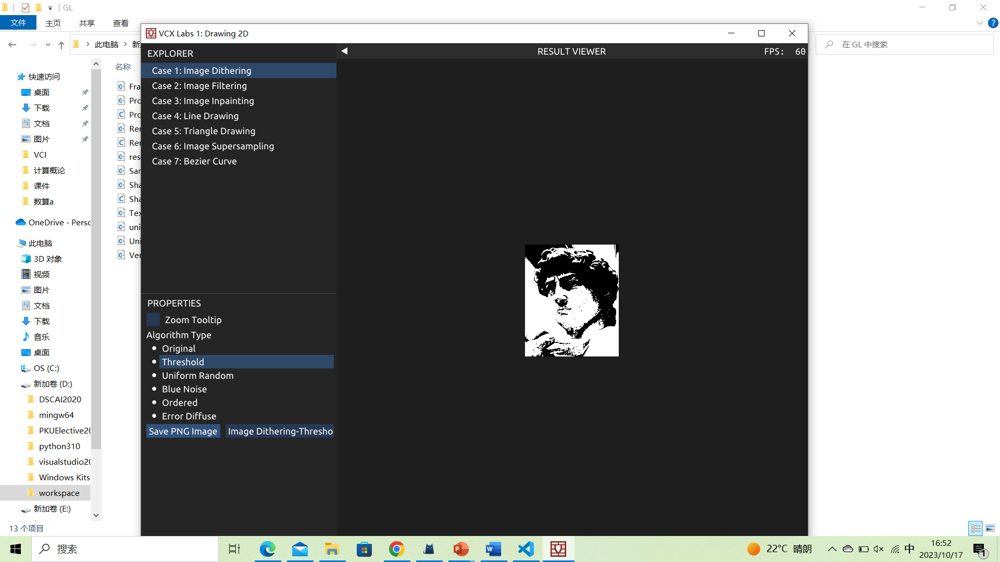 GL
文件 主页 共享 查看
此电脑
在 GL 中搜索
名称
快速访问
桌面
下载
文档
图片
VCI
计算概论
课件
数算a
OneDrive - Perso
此电脑
3D 对象
视频
图片
文档
下载
音乐
桌面
OS (C:)
新加卷 (D:)
DSCAI2020
mingw64
PKUElective20
python310
visualstudio20
Windows Kits
workspace
新加卷 (E:)
13 个项目
Fra
Pro
Pro
Rer
Rer
res
Sar
Sha
Sha
Tex
uni
Uni
Ver
VCX Labs 1: Drawing 2D
EXPLORER
Case 1: Image Dithering
Case 2: Image Filtering
Case 3: Image Inpainting
Case 4: Line Drawing
Case 5: Triangle Drawing
Case 6: Image Supersampling
Case 7: Bezier Curve
RESULT VIEWER
FPS: 60
PROPERTIES
Zoom Tooltip
Algorithm Type
Original
Threshold
Uniform Random
Blue Noise
Ordered
Error Diffuse
Save PNG Image Image Dithering-Thresho
搜索
22°C 晴朗
中
16:52
2023/10/17
1